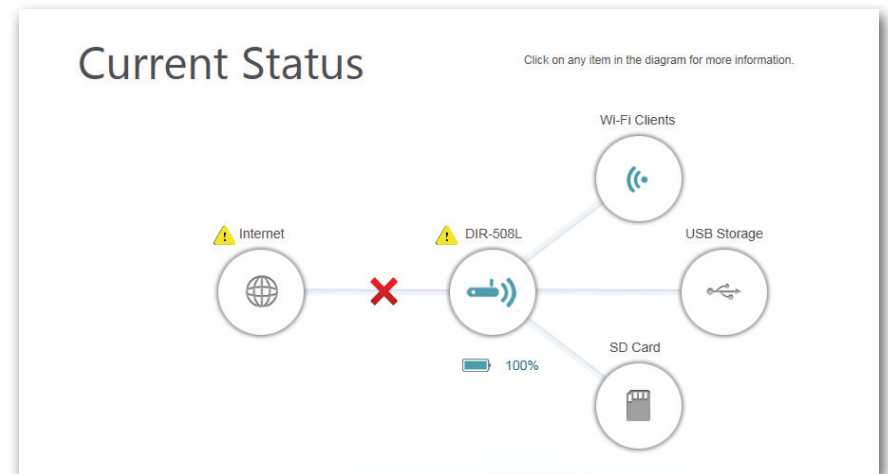 Current Status
Click on any item in the diagram for more information.
Wi-Fi Clients
Internet
DIR-508L
USB Storage
SD Card
100%